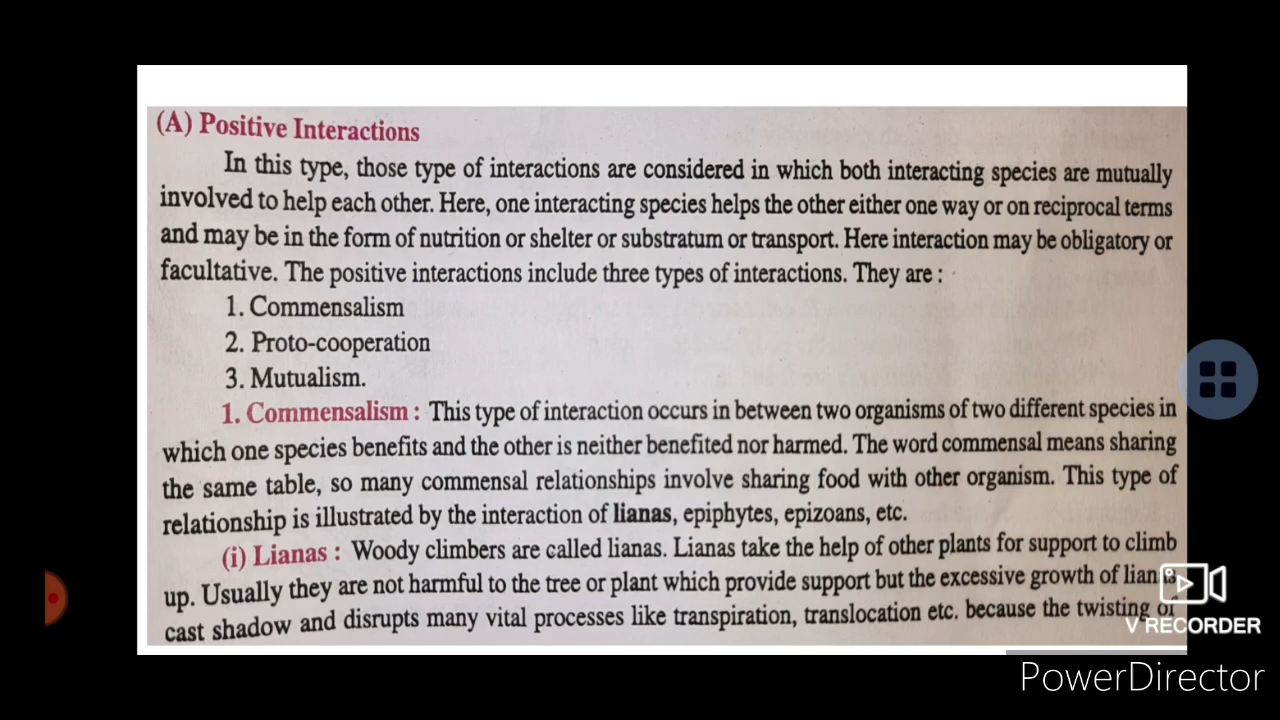 (A) Positive Interactions
In this type, those type of interactions are considered in which both interacting species are mutually
involved to help each other. Here, one interacting species helps the other either one way or on reciprocal terms
and may be in the form of nutrition or shelter or substratum or transport. Here interaction may be obligatory or
facultative. The positive interactions include three types of interactions. They are :
1. Commensalism
2. Proto-cooperation
3. Mutualism.
1. Commensalism : This type of interaction occurs in between two organisms of two different species in
which one species benefits and the other is neither benefited nor harmed. The word commensal means sharing
the same table, so many commensal relationships involve sharing food with other organism. This type of
relationship is illustrated by the interaction of lianas, epiphytes, epizoans, etc.
(i) Lianas : Woody climbers are called lianas. Lianas take the help of other plants for support to climb
up. Usually they are not harmful to the tree or plant which provide support but the excessive growth of
cast shadow and disrupts many vital processes like transpiration, translocation etc. because the twisting of
V RECORDER
PowerDirector